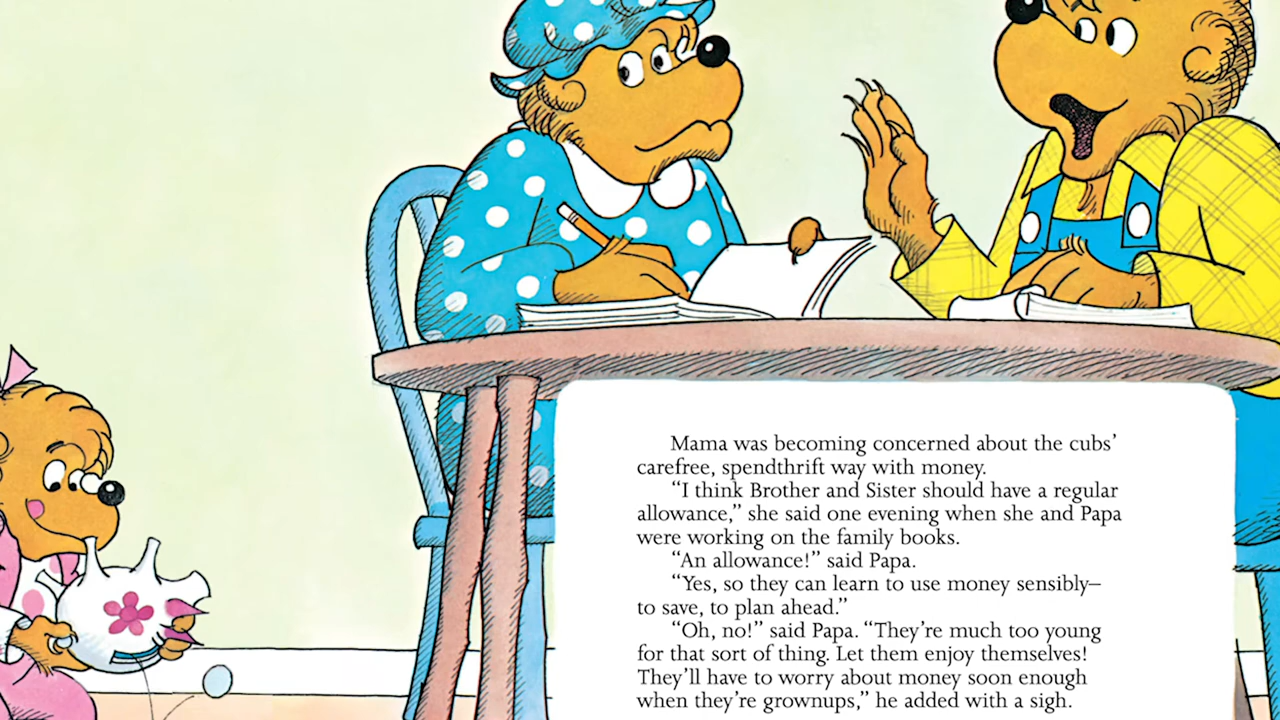 Mama was becoming concerned about the cubs’
carefree, spendthrift way with money.
“I think Brother and Sister should have a regular
allowance,” she said one evening when she and Papa
were working on the family books.
“An allowance!” said Papa.
“Yes, so they can learn to use money sensibly—
to save, to plan ahead.”
“Oh, no!” said Papa. “They’re much too young
for that sort of thing. Let them enjoy themselves!
They’ll have to worry about money soon enough
when they’re grownups,” he added with a sigh.